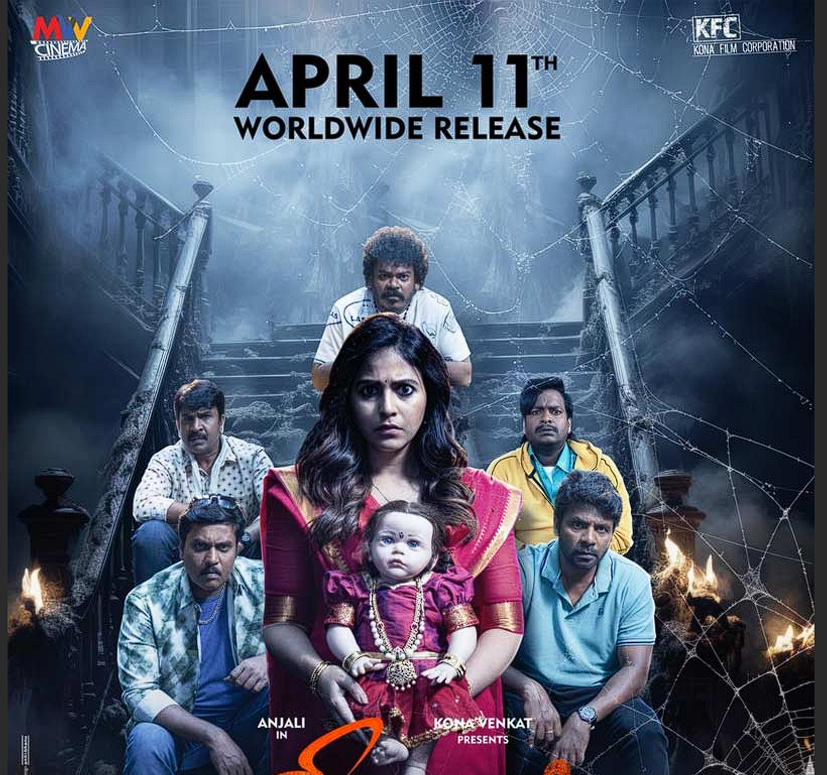 MVV
CINEMA
KFC
KONA FILM CORPORATION
APRIL 11TH
WORLDWIDE RELEASE
ANJALI
IN
KONA VENKAT
PRESENTS